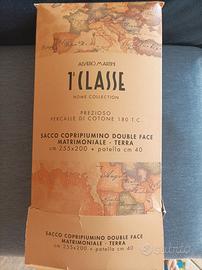 ALVIERO MARTINI
1ª CLASSE
HOME COLLECTION
PREZIOSO
PERCALLE DI COTONE 180 T.C.
SACCO COPRIPIUMINO DOUBLE FACE
MATRIMONIALE - TERRA
cm 255x200 + patella cm 40
SACCO COPRIPIUMINO DOUBLE FACE
MATRIMONIALE - TERRA
cm 255x200 + patella cm 40
subito